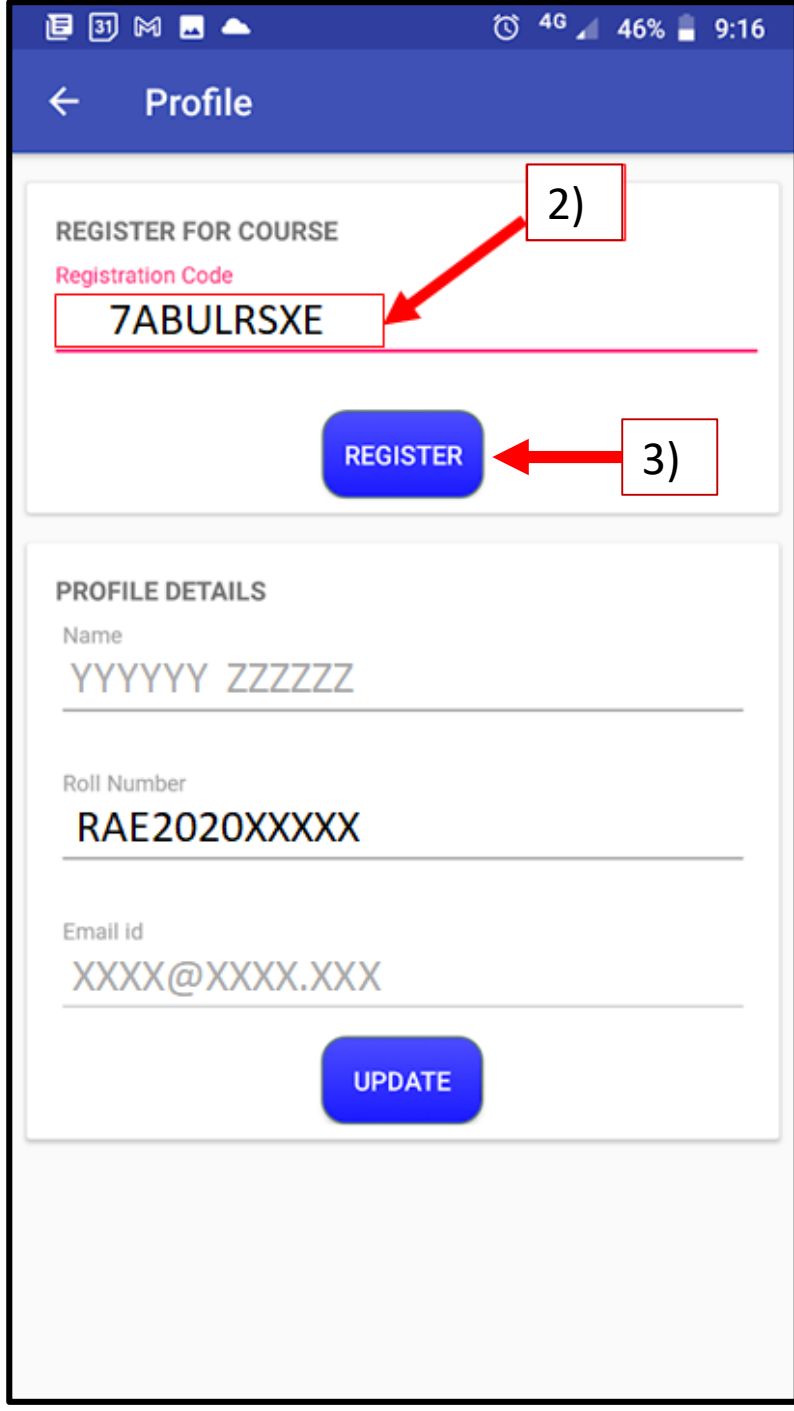 31 4G 46% 9:16
Profile
2)
REGISTER FOR COURSE
Registration Code
7ABULRSXE
REGISTER 3)
PROFILE DETAILS
Name
YYYYYY ZZZZZZ
Roll Number
RAE2020XXXXX
Email id
XXXX@XXXX.XXX
UPDATE